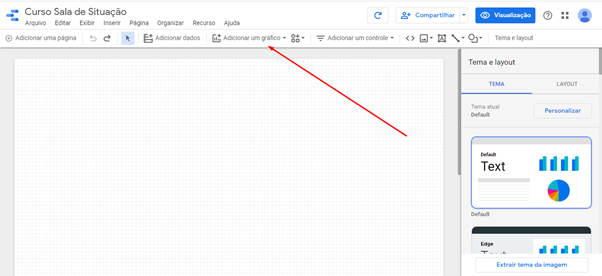 Curso Sala de Situação
Arquivo Editar Exibir Inserir Página Organizar Recurso Ajuda
Compartilhar Visualização
Adicionar uma página Adicionar dados Adicionar um gráfico Adicionar um controle Tema e layout
Tema e layout
TEMA LAYOUT
Tema atual
Default
Personalizar
Default
Text
Default
Edge
Text
Extrair tema da imagem